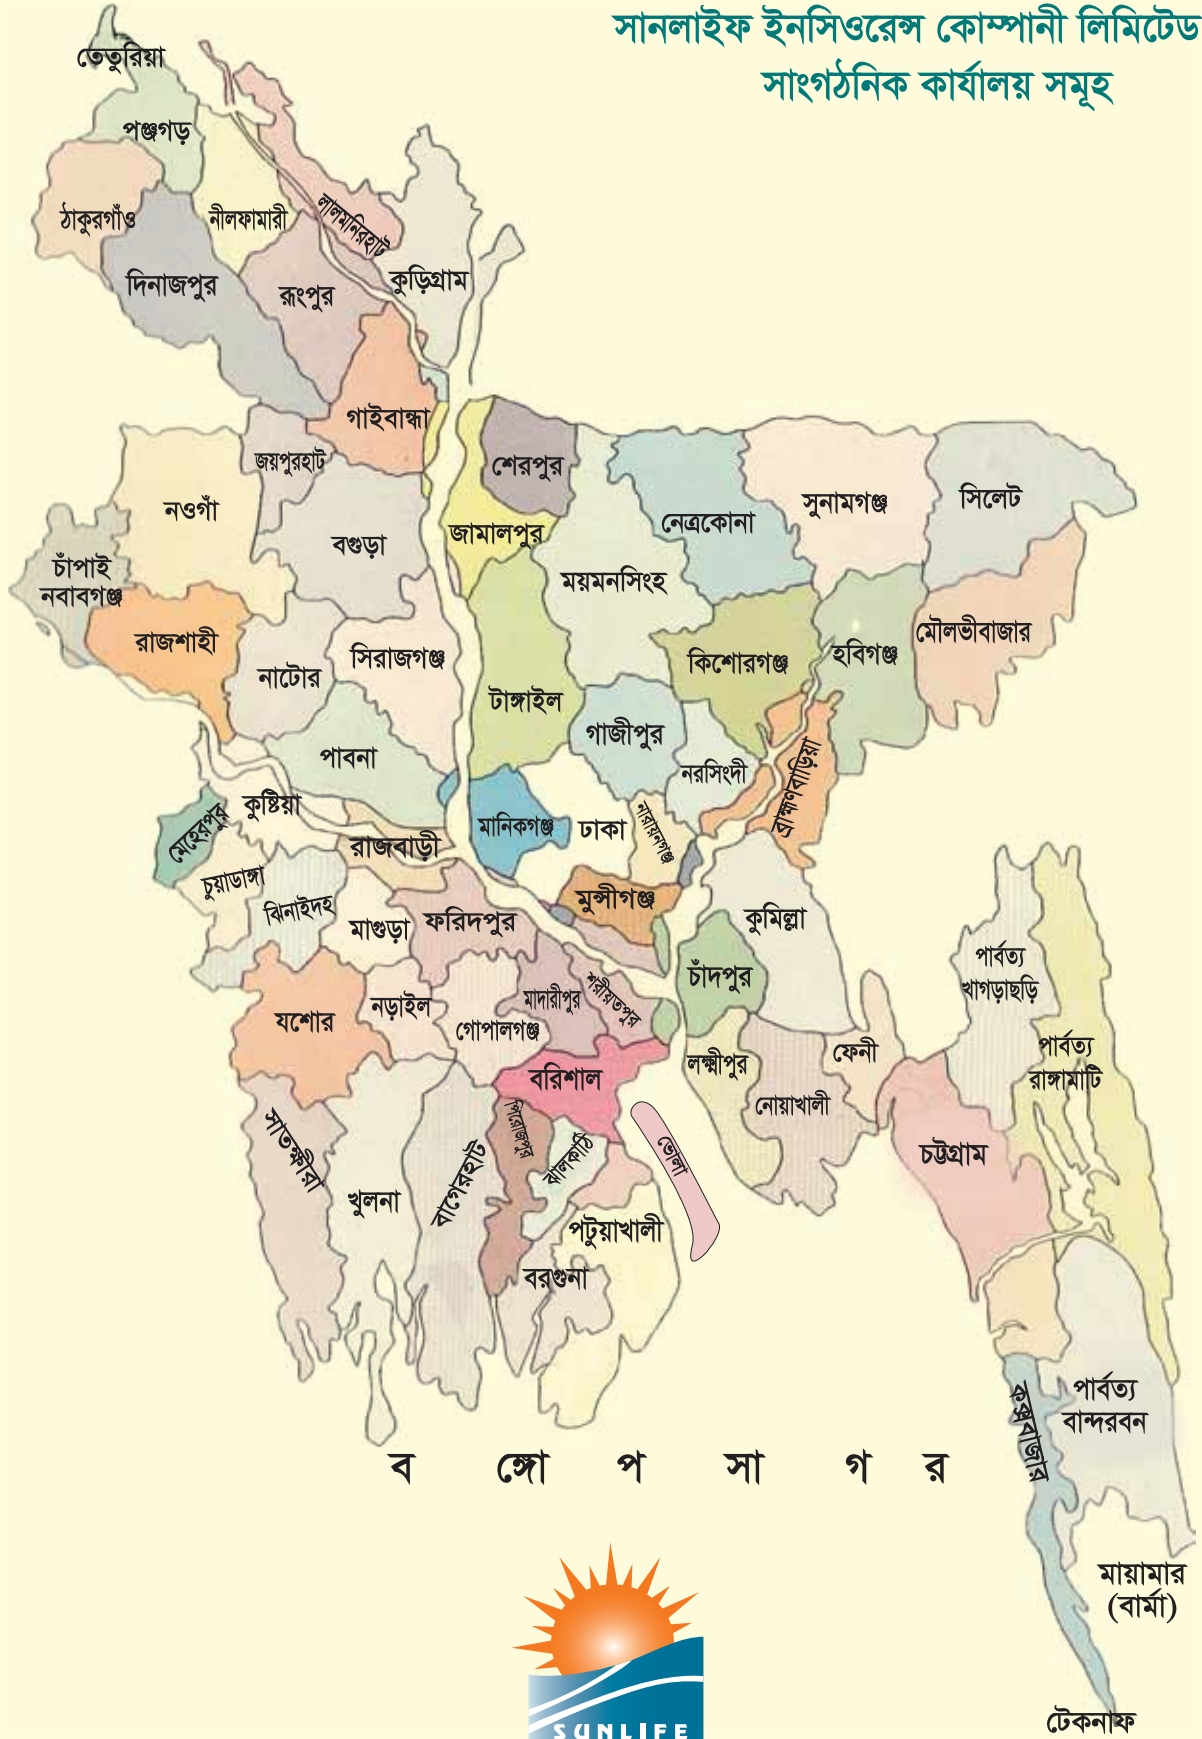 সানলাইফ ইনসিওরেন্স কোম্পানী লিমিটেড
সাংগঠনিক কার্যালয় সমূহ
তেতুরিয়া
পঞ্চগড়
ঠাকুরগাঁও
নীলফামারী
লালমনিরহাট
দিনাজপুর
রূংপুর
কুড়িগ্রাম
গাইবান্ধা
জয়পুরহাট
শেরপুর
নওগাঁ
বগুড়া
জামালপুর
নেত্রকোনা
সুনামগঞ্জ
সিলেট
চাঁপাই
নবাবগঞ্জ
ময়মনসিংহ
রাজশাহী
নাটোর
সিরাজগঞ্জ
কিশোরগঞ্জ
হবিগঞ্জ
মৌলভীবাজার
টাঙ্গাইল
গাজীপুর
পাবনা
নরসিংদী
ব্রাহ্মণবাড়িয়া
কুষ্টিয়া
মেহেরপুর
রাজবাড়ী
মানিকগঞ্জ
ঢাকা
নারায়নগঞ্জ
চুয়াডাঙ্গা
ঝিনাইদহ
মাগুড়া
ফরিদপুর
মুন্সীগঞ্জ
কুমিল্লা
চাঁদপুর
পার্বত্য
খাগড়াছড়ি
যশোর
নড়াইল
গোপালগঞ্জ
মাদারীপুর
শরীয়তপুর
লক্ষ্মীপুর
ফেনী
পার্বত্য
রাঙ্গামাটি
বরিশাল
নোয়াখালী
সাতক্ষীরা
খুলনা
বাগেরহাট
পিরোজপুর
ঝালকাঠি
ভোলা
চট্টগ্রাম
পটুয়াখালী
বরগুনা
পার্বত্য
বান্দরবন
কক্সবাজার
ব ঙ্গো প সা গ র
মায়ামার
(বার্মা)
টেকনাফ
SUNLIFE